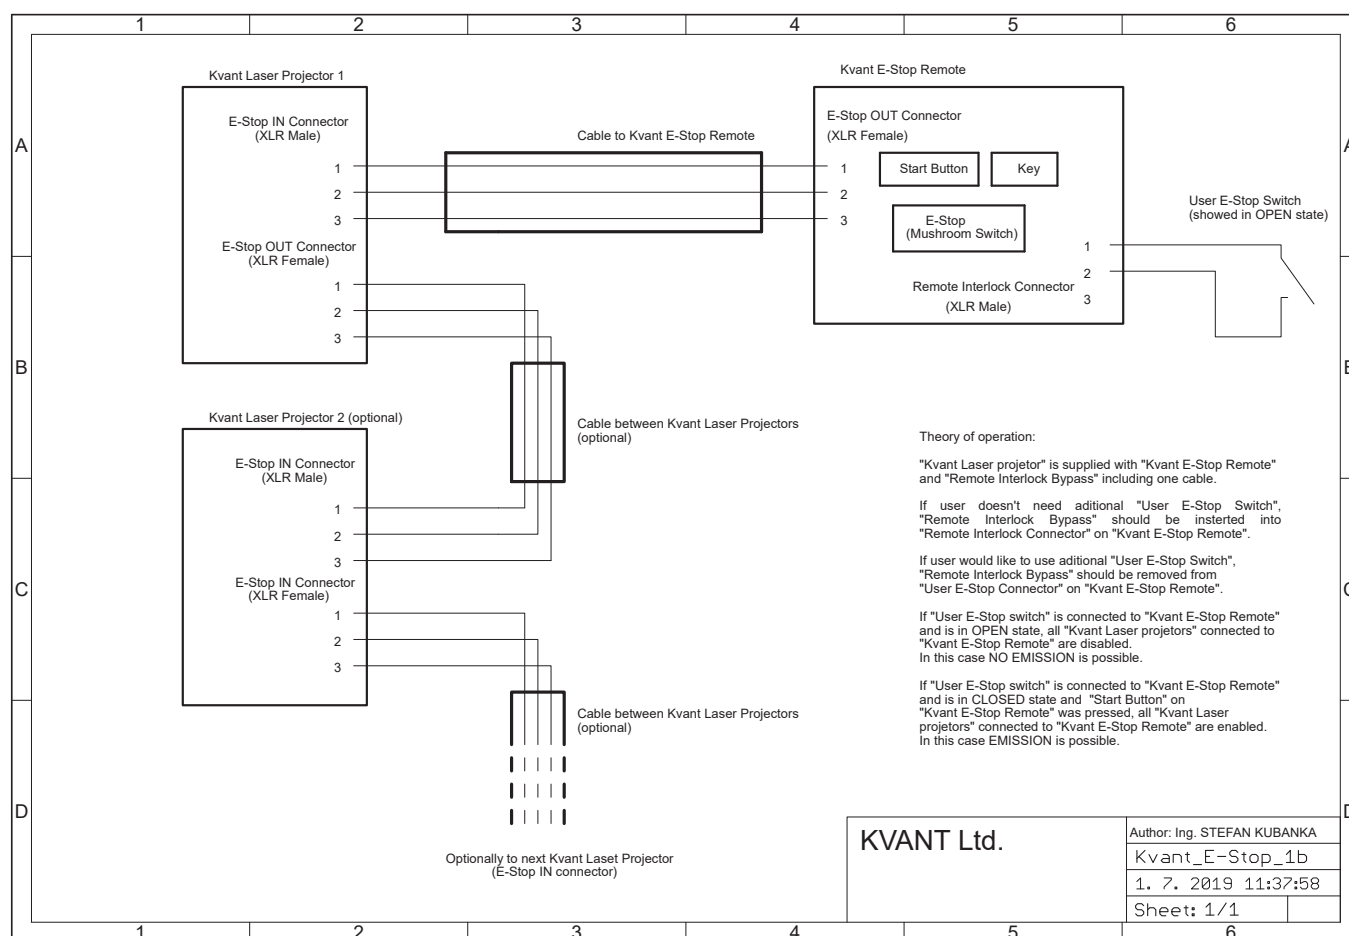 1 2 3 4 5 6
Kvant Laser Projector 1
E-Stop IN Connector
(XLR Male)
1
2
3
E-Stop OUT Connector
(XLR Female)
1
2
3
Cable to Kvant E-Stop Remote
Kvant E-Stop Remote
E-Stop OUT Connector
(XLR Female)
1
2
3
Start Button
Key
E-Stop
(Mushroom Switch)
1
2
3
Remote Interlock Connector
(XLR Male)
User E-Stop Switch
(showed in OPEN state)
A
A
B
B
Cable between Kvant Laser Projectors
(optional)
Kvant Laser Projector 2 (optional)
E-Stop IN Connector
(XLR Male)
1
2
3
E-Stop IN Connector
(XLR Female)
1
2
3
C
C
Theory of operation:
"Kvant Laser projetor" is supplied with "Kvant E-Stop Remote"
and "Remote Interlock Bypass" including one cable.
If user doesn't need aditional "User E-Stop Switch",
"Remote Interlock Bypass" should be insterted into
"Remote Interlock Connector" on "Kvant E-Stop Remote".
If user would like to use aditional "User E-Stop Switch",
"Remote Interlock Bypass" should be removed from
"User E-Stop Connector" on "Kvant E-Stop Remote".
If "User E-Stop switch" is connected to "Kvant E-Stop Remote"
and is in OPEN state, all "Kvant Laser projetors" connected to
"Kvant E-Stop Remote" are disabled.
In this case NO EMISSION is possible.
If "User E-Stop switch" is connected to "Kvant E-Stop Remote"
and is in CLOSED state and "Start Button" on
"Kvant E-Stop Remote" was pressed, all "Kvant Laser
projetors" connected to "Kvant E-Stop Remote" are enabled.
In this case EMISSION is possible.
Cable between Kvant Laser Projectors
(optional)
D
D
Optionally to next Kvant Laset Projector
(E-Stop IN connector)
KVANT Ltd.
Author: Ing. STEFAN KUBANKA
Kvant_E-Stop_1b
1. 7. 2019 11:37:58
Sheet: 1/1
1 2 3 4 5 6